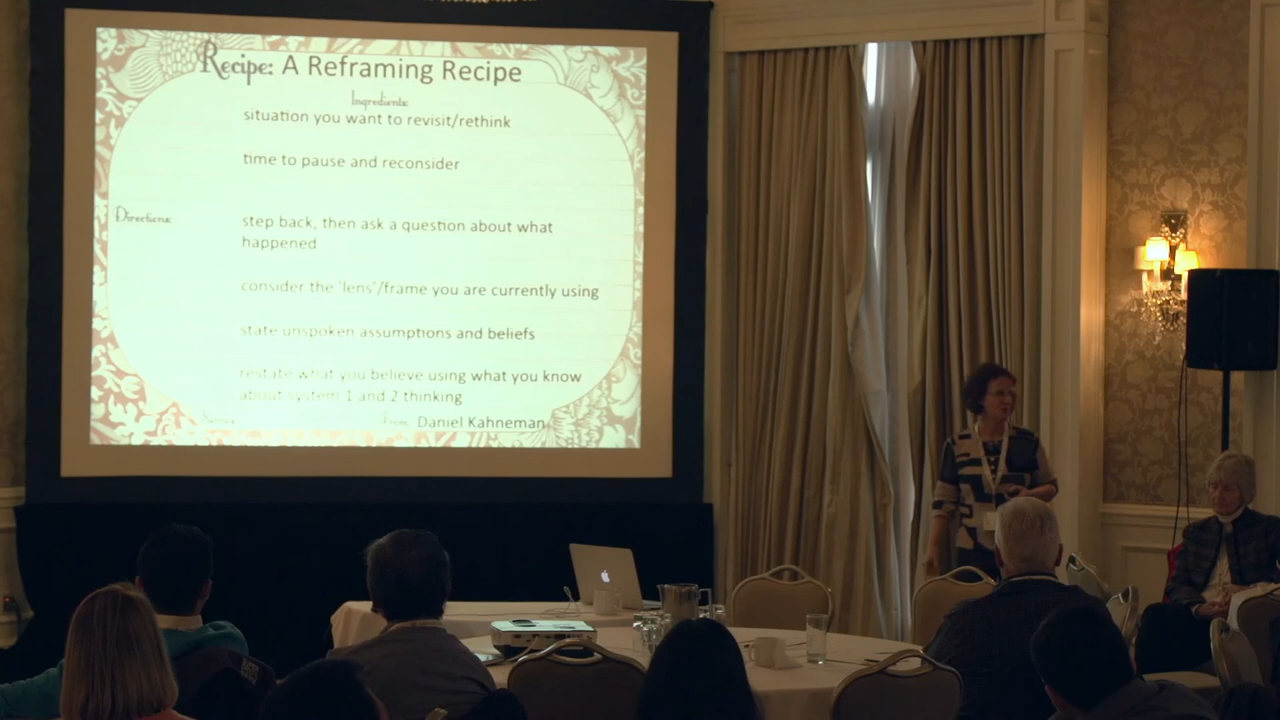 Recipe: A Reframing Recipe
Ingredients:
situation you want to revisit/rethink
time to pause and reconsider
Directions:
step back, then ask a question about what
happened
consider the 'lens'/frame you are currently using
state unspoken assumptions and beliefs
restate what you believe using what you know
about system 1 and 2 thinking
From: Daniel Kahneman